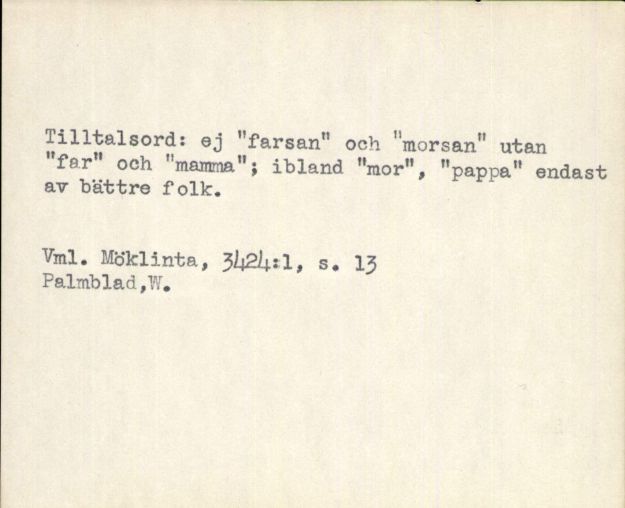 Tilltalsord: ej "farsan" och "morsan" utan
"far" och "mamma"; ibland "mor", "pappa" endast
av bättre folk.
Vml. Möklinta, 3424:1, s. 13
Palmblad,W.